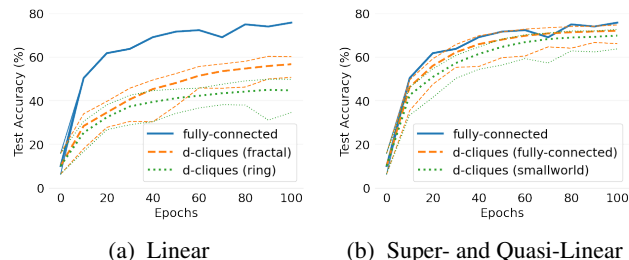 80
60
40
20
0
Test Accuracy (%)
fully-connected
d-cliques (fractal)
d-cliques (ring)
0 20 40 60 80 100
Epochs
(a) Linear
80
60
40
20
0
Test Accuracy (%)
fully-connected
d-cliques (fully-connected)
d-cliques (smallworld)
0 20 40 60 80 100
Epochs
(b) Super- and Quasi-Linear